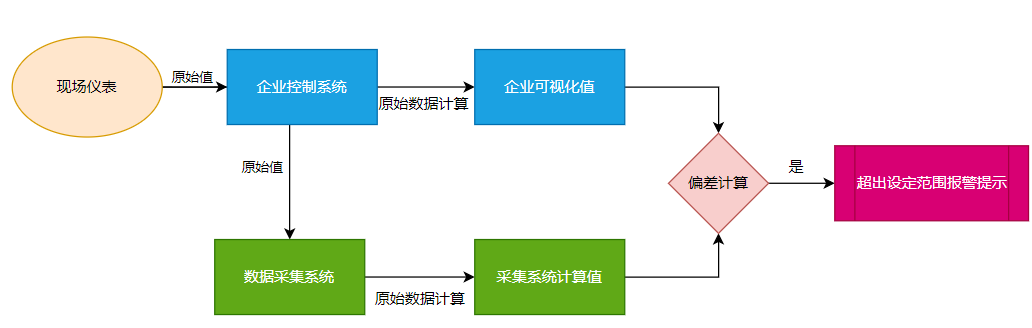 现场仪表
原始值
企业控制系统
原始数据计算
企业可视化值
原始值
偏差计算
是
超出设定范围报警提示
数据采集系统
原始数据计算
采集系统计算值